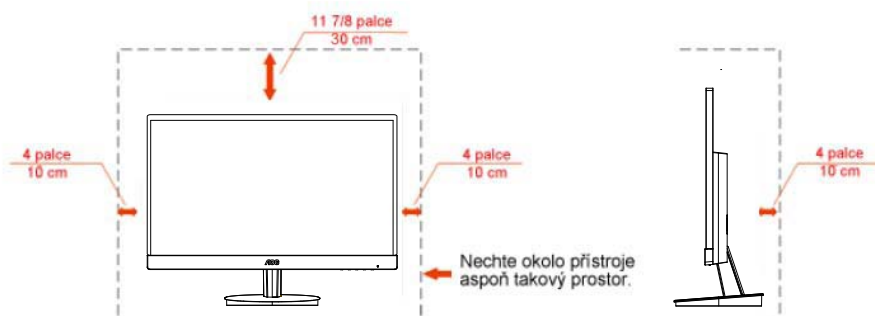 11 7/8 palce
30 cm
4 palce
10 cm
4 palce
10 cm
4 palce
10 cm
AOC
Nechte okolo přístroje
aspoň takový prostor.